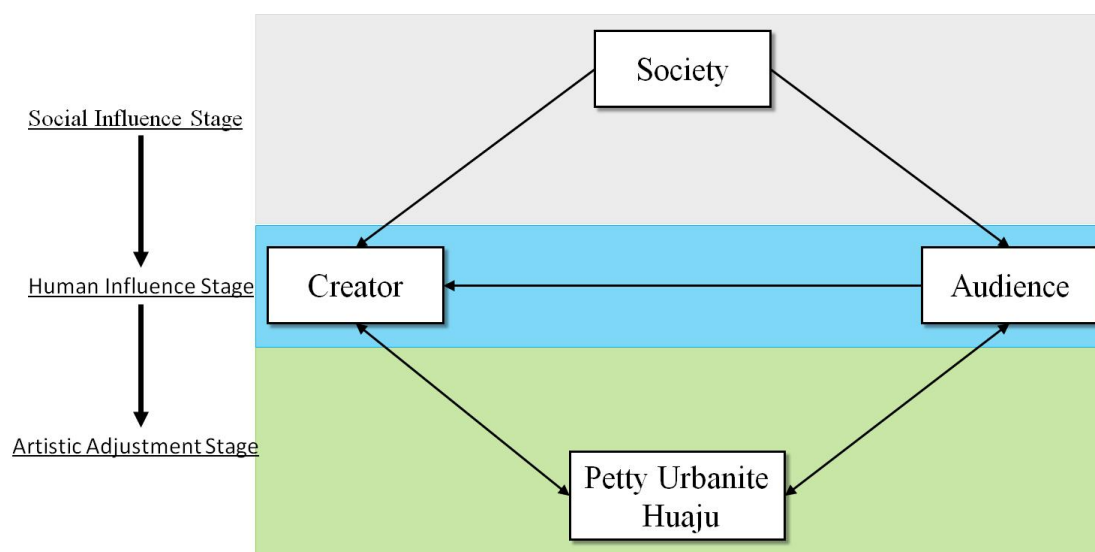 Society
Social Influence Stage
Human Influence Stage
Creator
Audience
Artistic Adjustment Stage
Petty Urbanite
Huaju